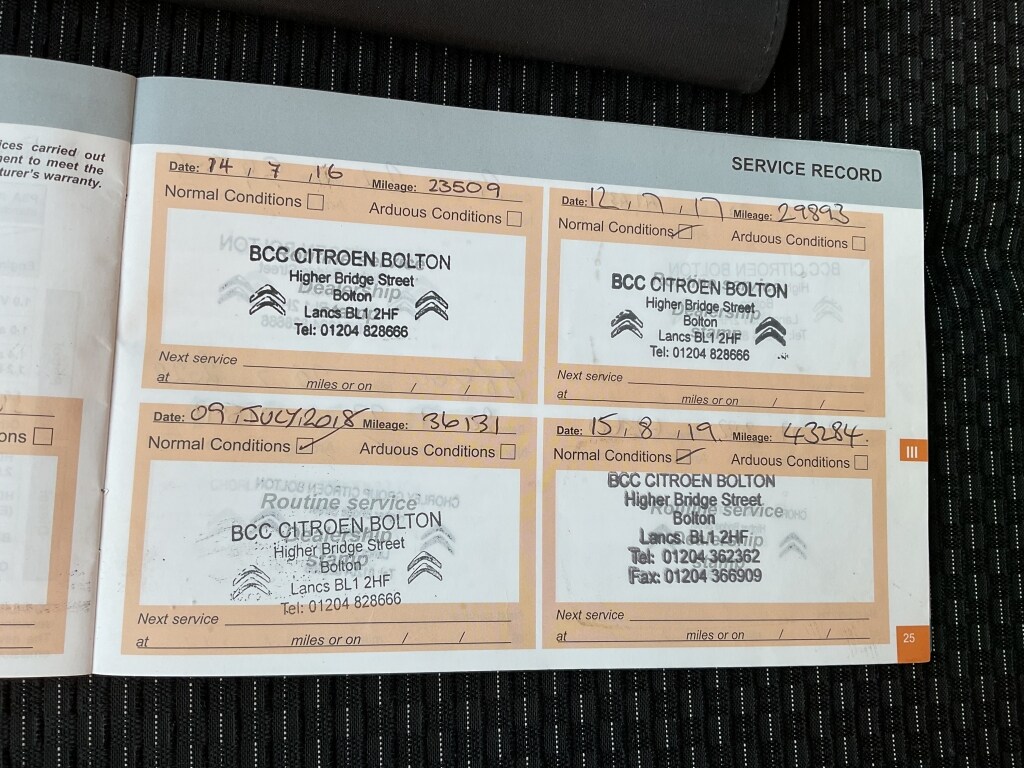 ices carried out
ent to meet the
turer's warranty.
ons
SERVICE RECORD
Date: 14 , 7 , 16 Mileage: 23509
Normal Conditions Arduous Conditions
BCC CITROEN BOLTON
Higher Bridge Street
Dealership
Bolton
Lancs BL1 2HF
Tel: 01204 828666
Next service
at miles or on / /
Date: 12 , 7 , 17 Mileage: 29893
Normal Conditions Arduous Conditions
BCC CITROEN BOLTON
Higher Bridge Street
Dealership
Bolton
Lancs BL1 2HF
Tel: 01204 828666
Next service
at miles or on / /
Date: 09, JULY, 2018 Mileage: 36131
Normal Conditions Arduous Conditions
Routine service
BCC CITROEN BOLTON
Dealership
Higher Bridge Street
Bolton
stamp
Lancs BL1 2HF
Tel: 01204 828666
Next service
at miles or on / /
Date: 15 , 8 , 19. Mileage: 43284.
Normal Conditions Arduous Conditions
BCC CITROEN BOLTON
Higher Bridge Street
Routine service
Bolton
Dealership
Lancs. BL1 2HF
stamp
Tel: 01204 362362
Fax: 01204 366909
Next service
at miles or on / /
III
25